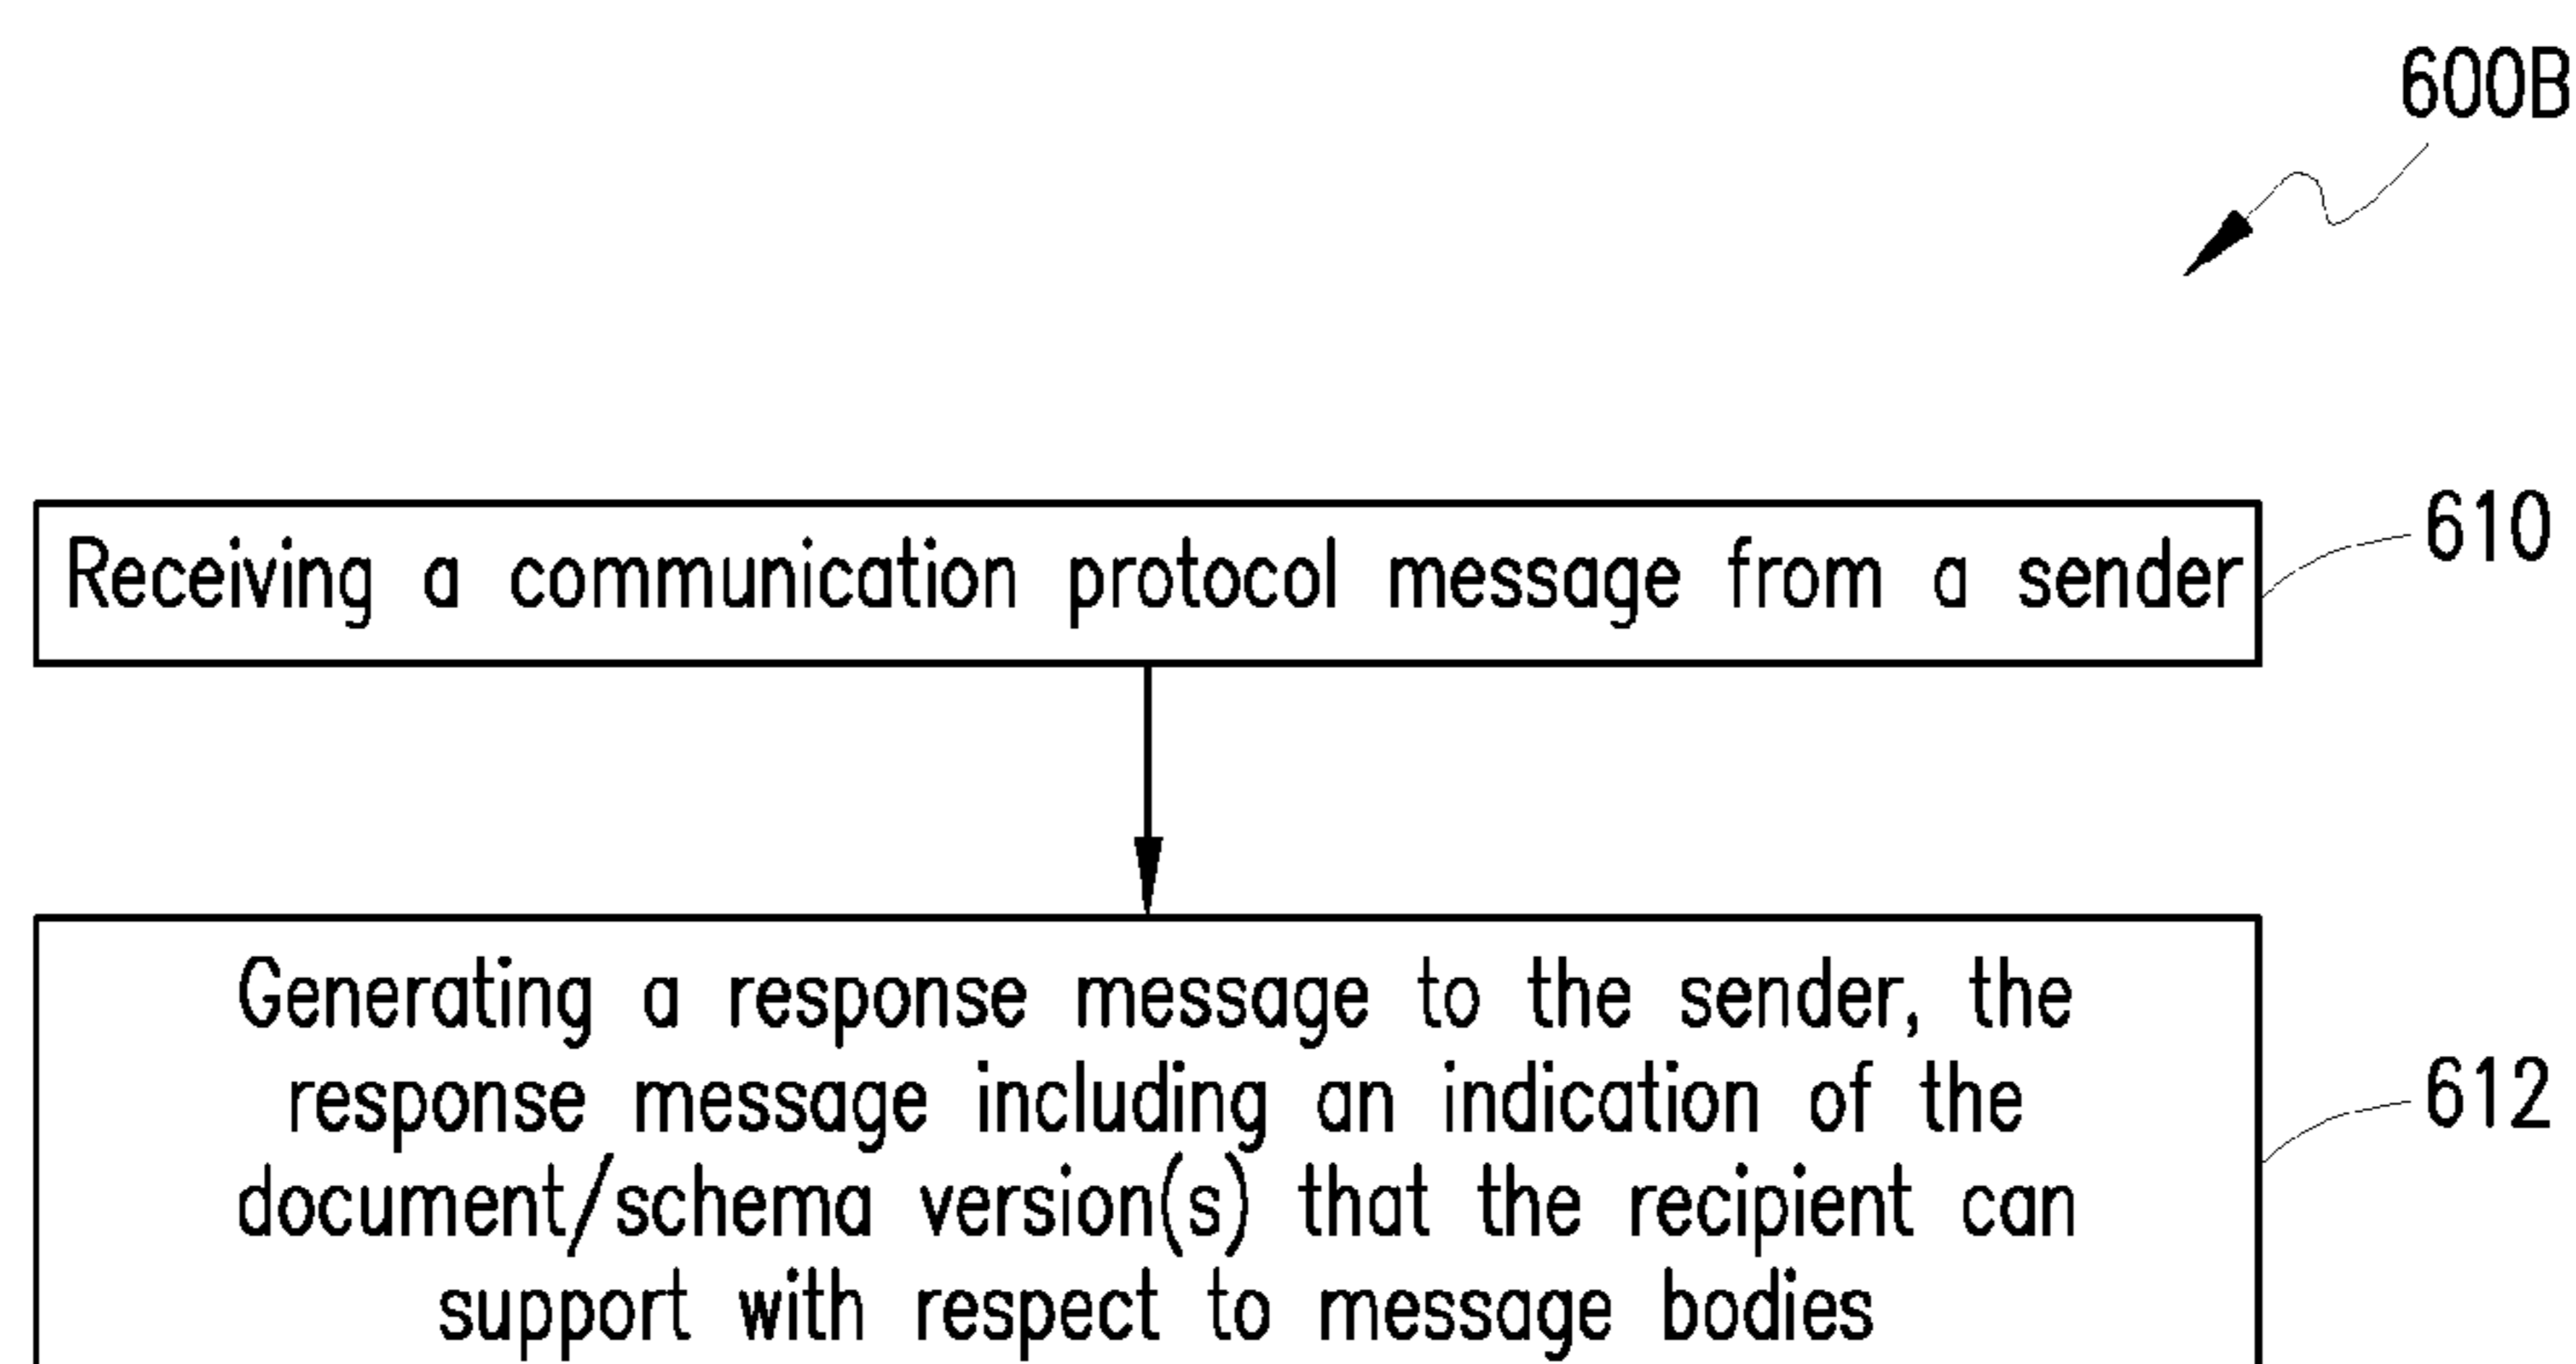 600B
Receiving a communication protocol message from a sender
610
Generating a response message to the sender, the
response message including an indication of the
document/schema version(s) that the recipient can
support with respect to message bodies
612